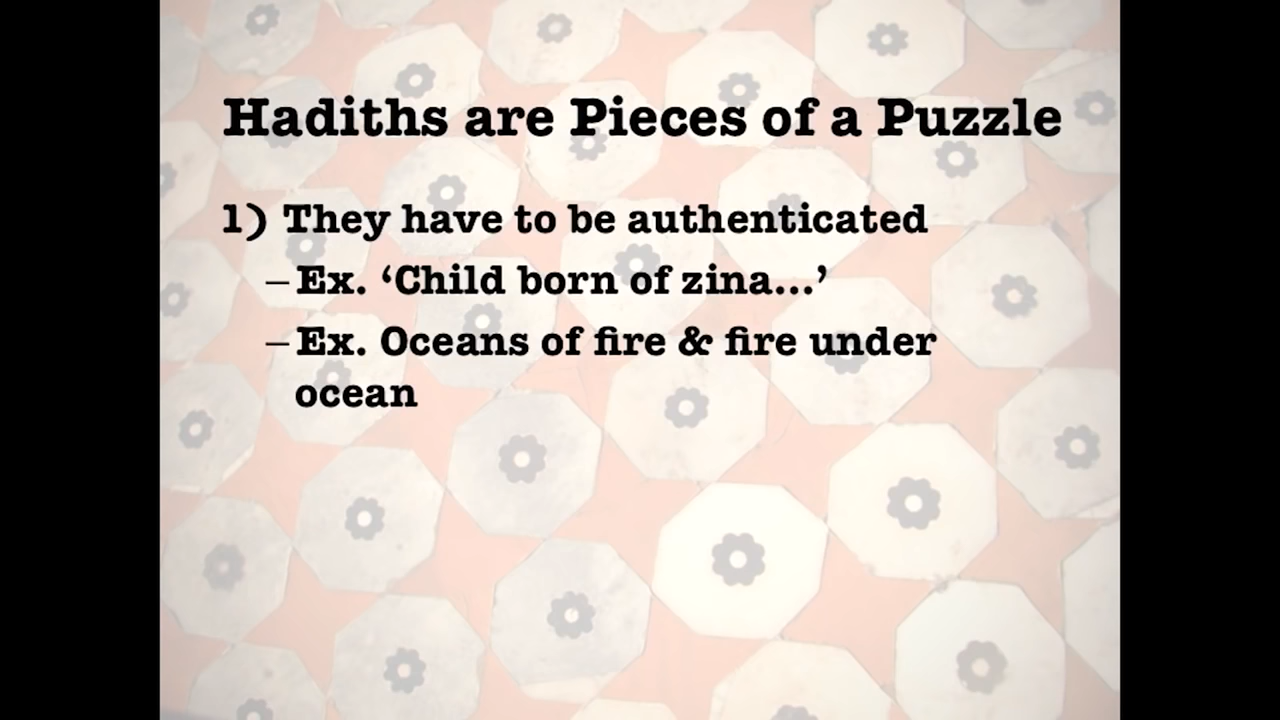 Hadiths are Pieces of a Puzzle
1) They have to be authenticated
–Ex. ‘Child born of zina…’
–Ex. Oceans of fire & fire under
ocean